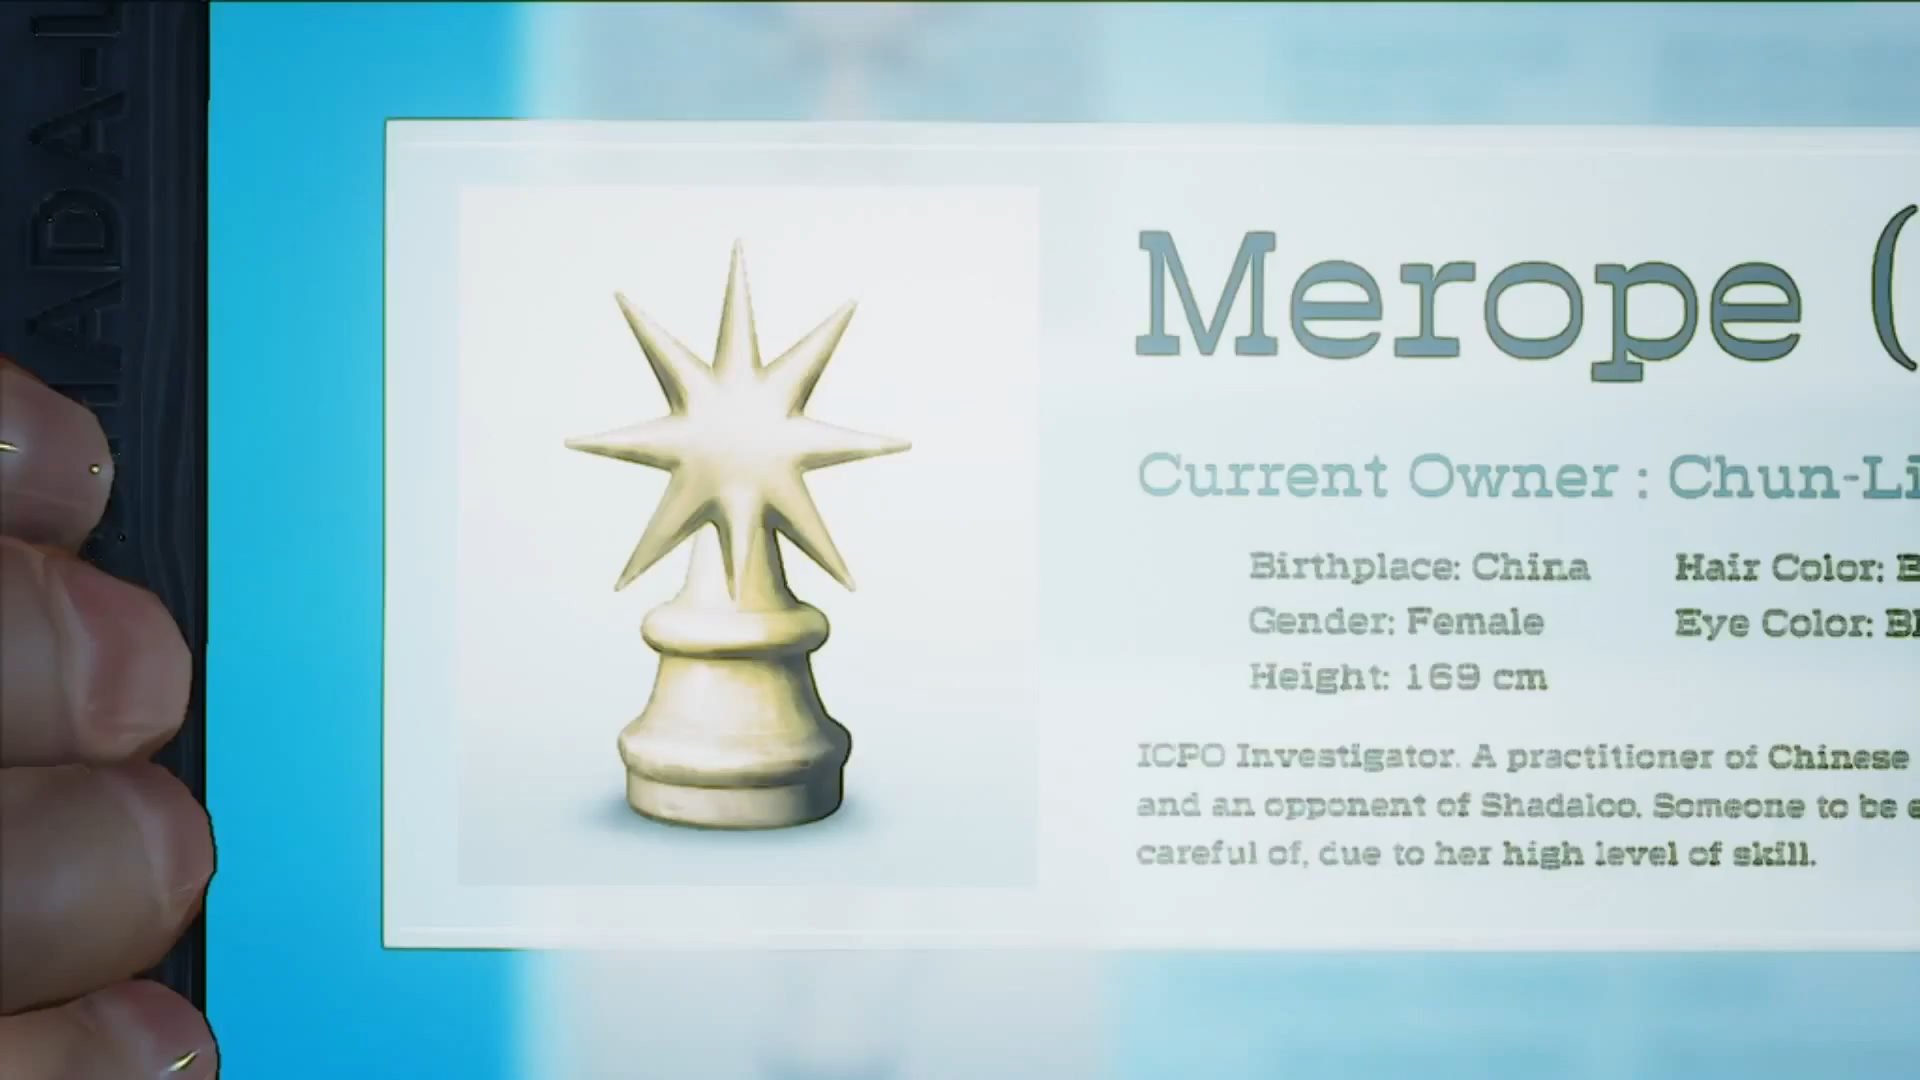 Merope (
Current Owner : Chun-Li
Birthplace: China
Hair Color: B
Gender: Female
Eye Color: Bl
Height: 169 cm
ICPO Investigator. A practitioner of Chinese
and an opponent of Shadaloo. Someone to be e
careful of, due to her high level of skill.